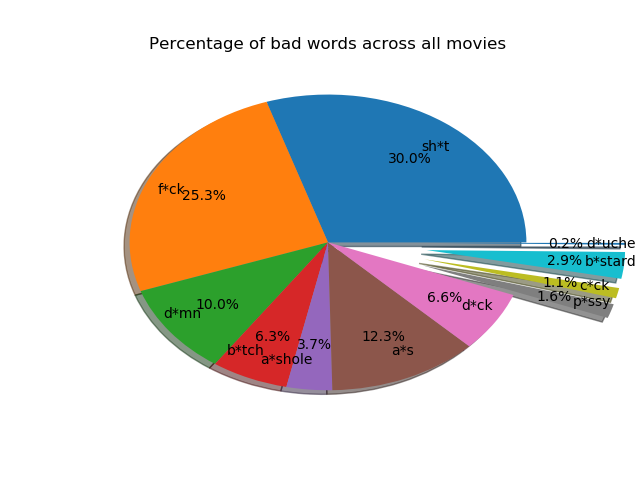 Percentage of bad words across all movies
sh*t
30.0%
f*ck
25.3%
d*mn
10.0%
b*tch
6.3%
a*shole
3.7%
a*s
12.3%
d*ck
6.6%
p*ssy
1.6%
c*ck
1.1%
b*stard
2.9%
d*uche
0.2%